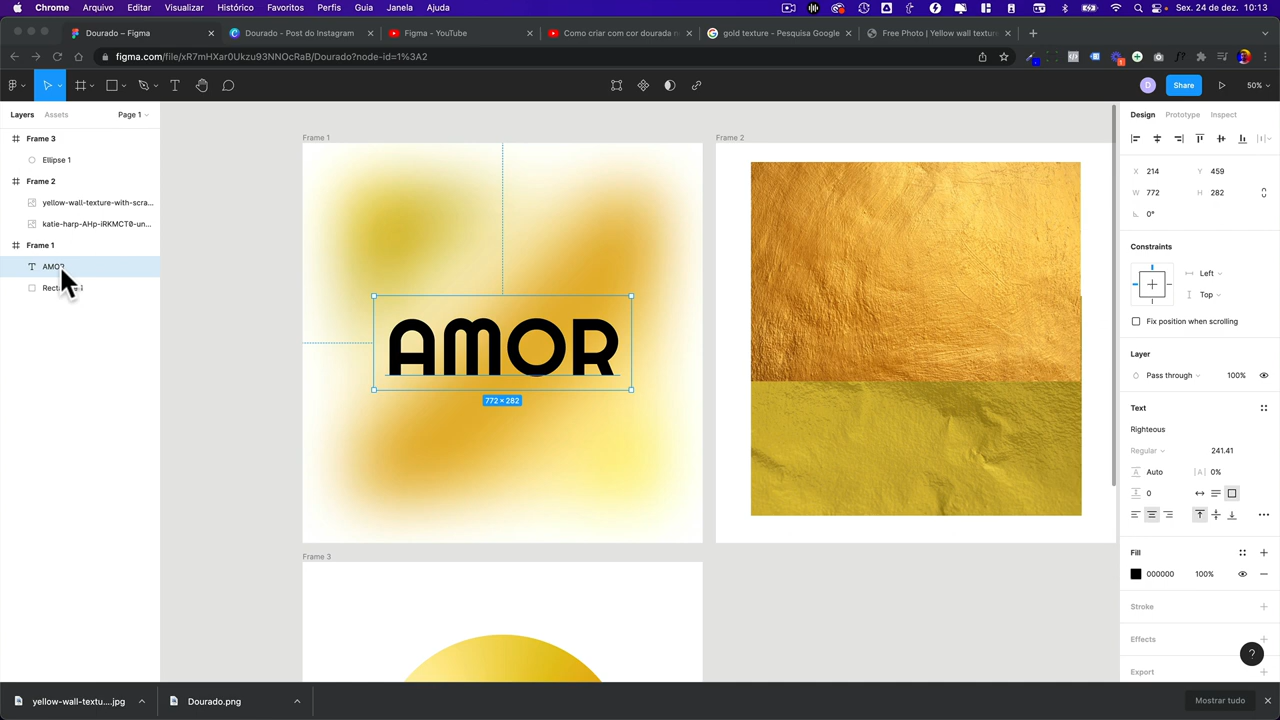 Chrome Arquivo Editar Visualizar Histórico Favoritos Perfis Guia Janela Ajuda
Sex. 24 de dez. 10:13
Dourado – Figma
Dourado - Post do Instagram
Figma - YouTube
Como criar com cor dourada n
gold texture - Pesquisa Google
Free Photo | Yellow wall texture
figma.com/file/xR7mHXar0Ukzu93NNOcRaB/Dourado?node-id=1%3A2
D
Share
50%
Layers
Assets
Page 1
Frame 3
Ellipse 1
Frame 2
yellow-wall-texture-with-scra...
katie-harp-AHp-iRKMCT0-un...
Frame 1
AMOR
Frame 1
Frame 2
AMOR
772 × 282
Frame 3
Design
Prototype
Inspect
X 214 Y 459
W 772 H 282
0°
Constraints
Left
Top
Fix position when scrolling
Layer
Pass through 100%
Text
Righteous
Regular 241.41
Auto |A| 0%
0
Fill
000000 100%
Stroke
Effects
Export
?
yellow-wall-textu....jpg
Dourado.png
Mostrar tudo